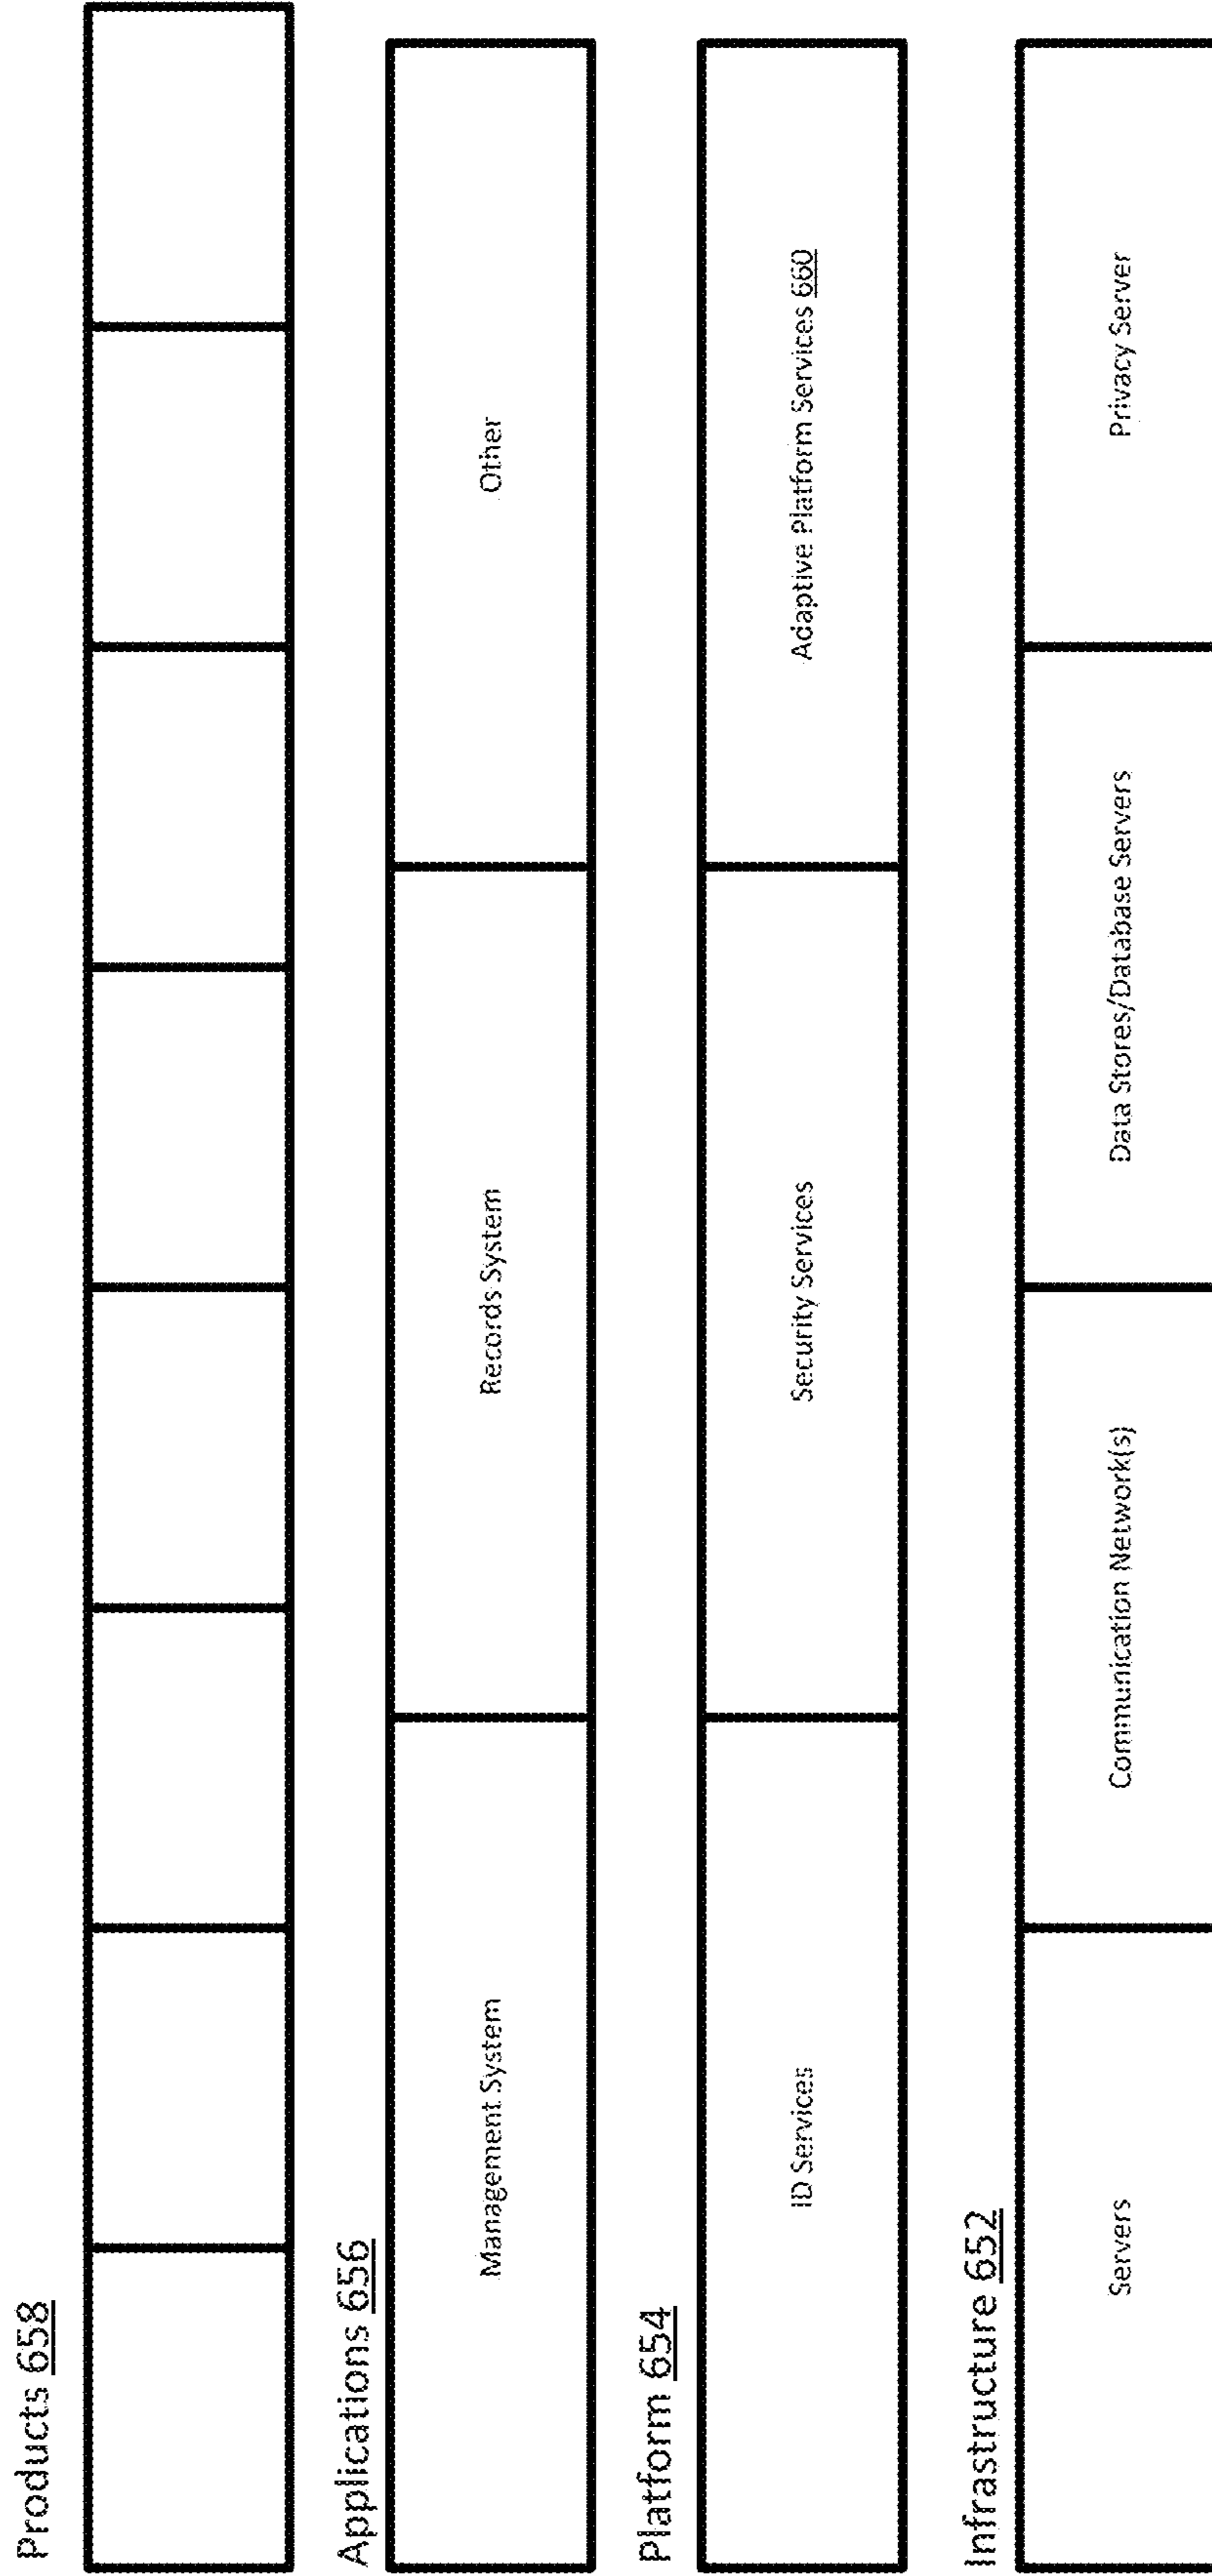 Products 658
Applications 656
Management System
Records System
Other
Platform 654
ID Services
Security Services
Adaptive Platform Services 660
Infrastructure 652
Servers
Communication Network(s)
Data Stores/Database Servers
Privacy Server